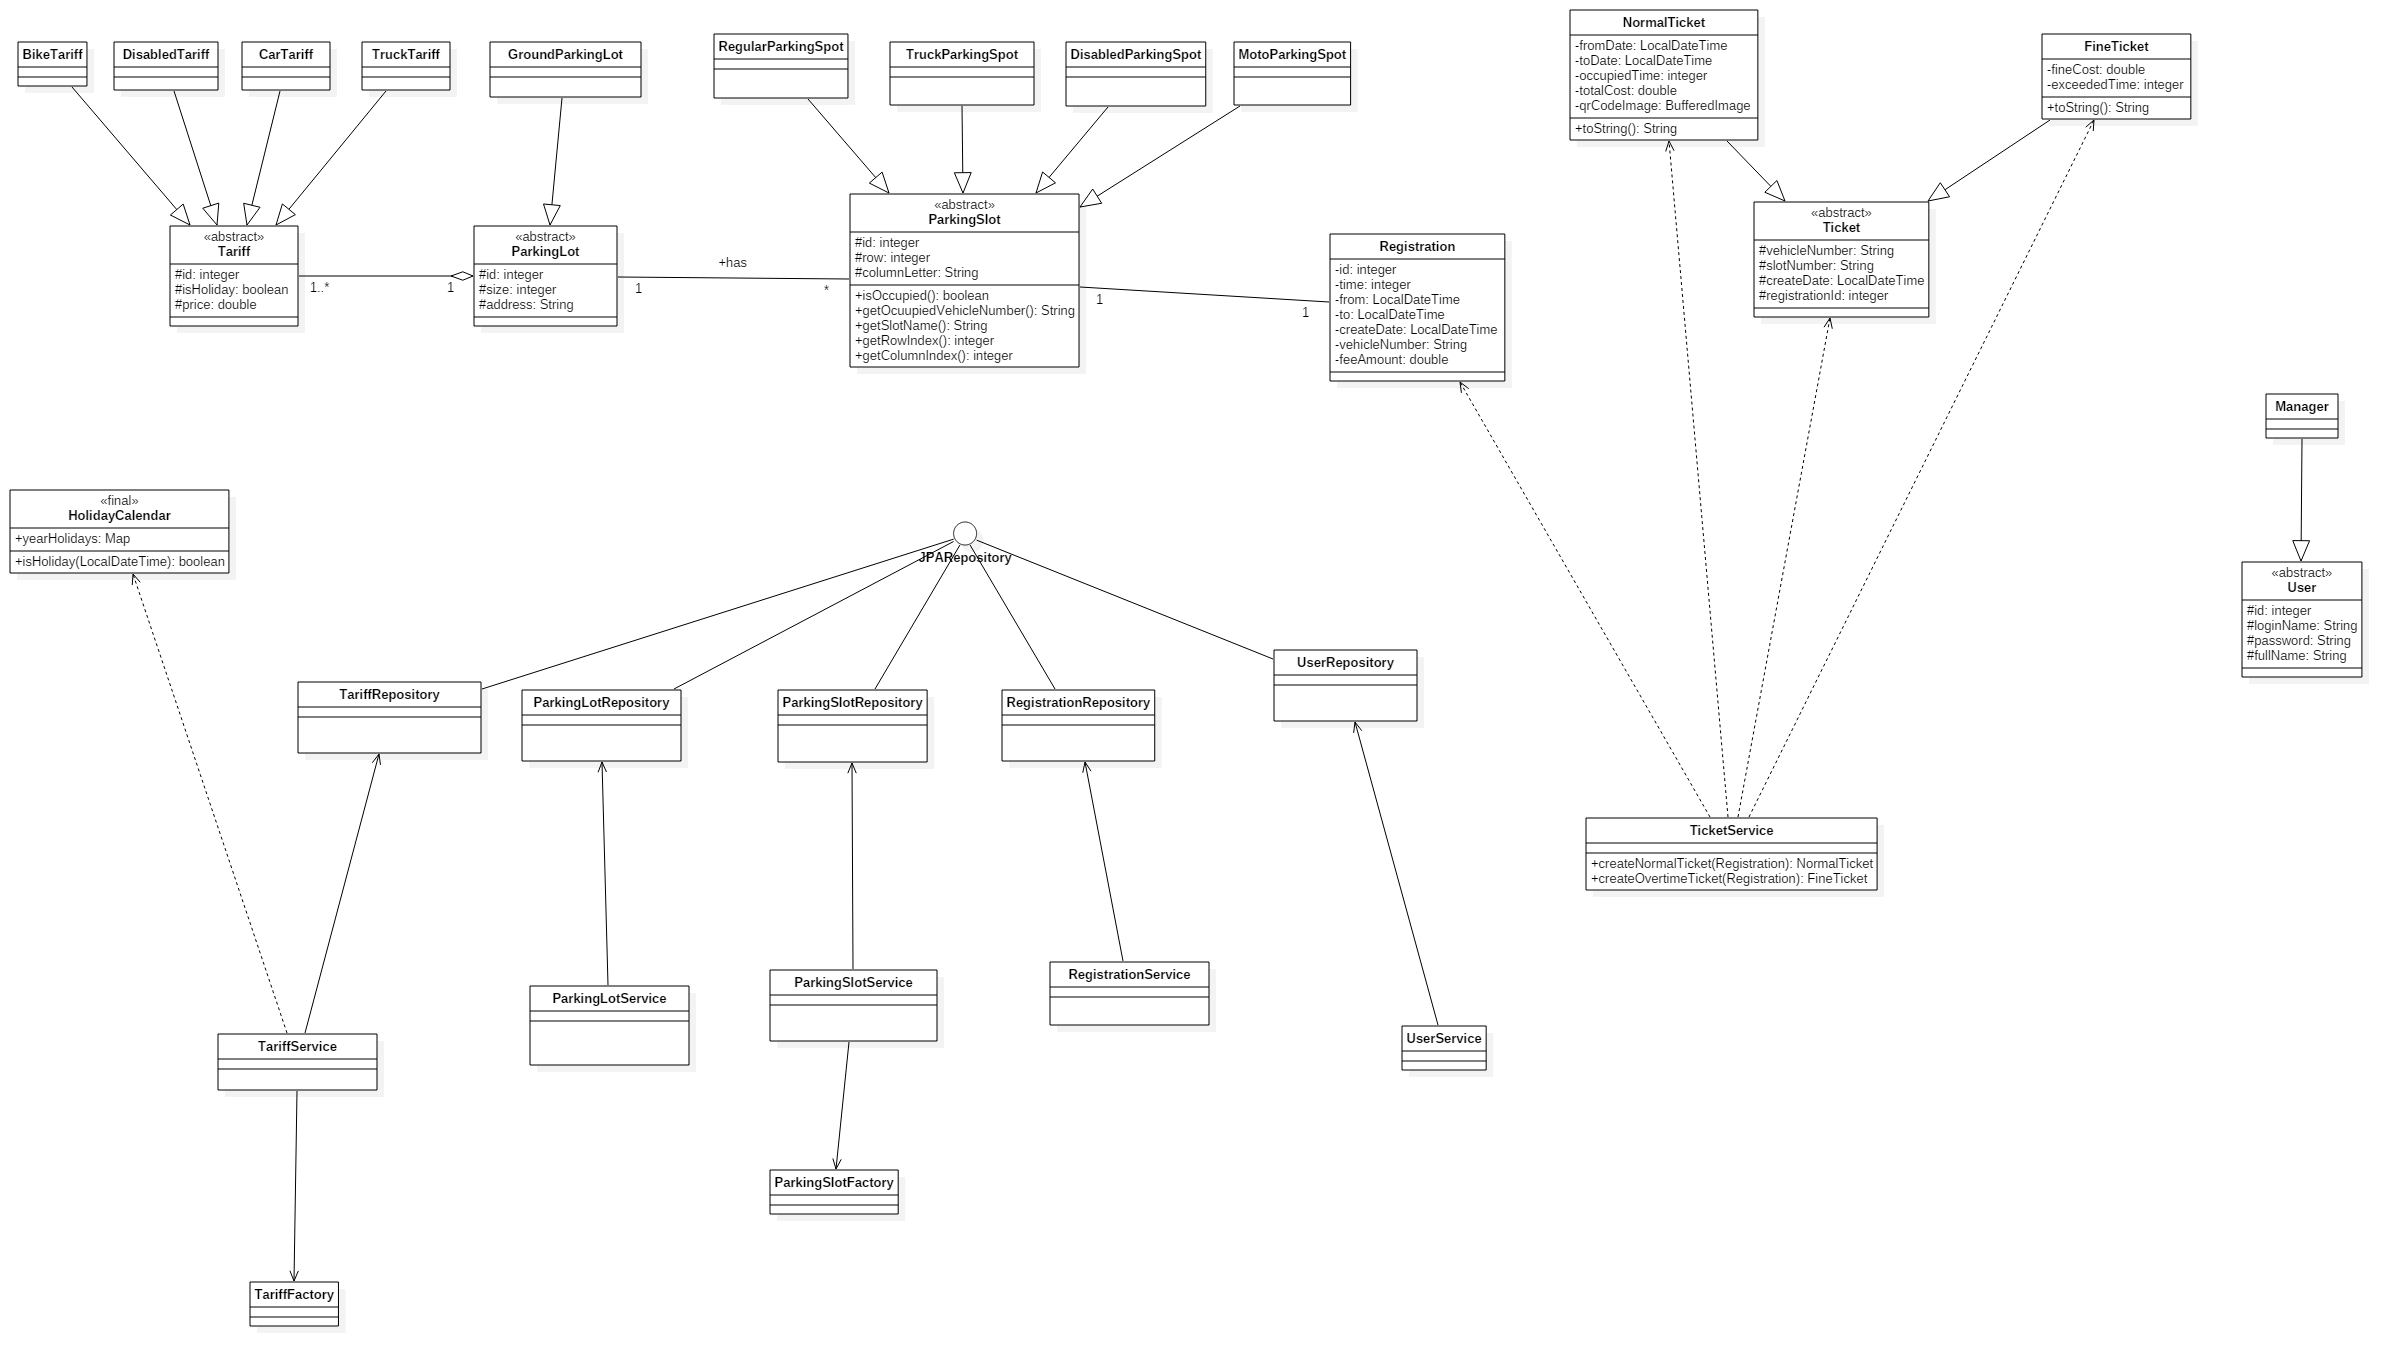 BikeTariff
DisabledTariff
CarTariff
TruckTariff
GroundParkingLot
RegularParkingSpot
TruckParkingSpot
DisabledParkingSpot
MotoParkingSpot
NormalTicket
-fromDate: LocalDateTime
-toDate: LocalDateTime
-occupiedTime: integer
-totalCost: double
-qrCodeImage: BufferedImage
+toString(): String
FineTicket
-fineCost: double
-exceededTime: integer
+toString(): String
«abstract»
Tariff
#id: integer
#isHoliday: boolean
#price: double
1..*
1
«abstract»
ParkingLot
#id: integer
#size: integer
#address: String
1
+has
*
«abstract»
ParkingSlot
#id: integer
#row: integer
#columnLetter: String
+isOccupied(): boolean
+getOcuupiedVehicleNumber(): String
+getSlotName(): String
+getRowIndex(): integer
+getColumnIndex(): integer
1
1
Registration
-id: integer
-time: integer
-from: LocalDateTime
-to: LocalDateTime
-createDate: LocalDateTime
-vehicleNumber: String
-feeAmount: double
«abstract»
Ticket
#vehicleNumber: String
#slotNumber: String
#createDate: LocalDateTime
#registrationId: integer
Manager
«abstract»
User
#id: integer
#loginName: String
#password: String
#fullName: String
«final»
HolidayCalendar
+yearHolidays: Map
+isHoliday(LocalDateTime): boolean
JPARepository
TariffRepository
ParkingLotRepository
ParkingSlotRepository
RegistrationRepository
UserRepository
TicketService
+createNormalTicket(Registration): NormalTicket
+createOvertimeTicket(Registration): FineTicket
TariffService
ParkingLotService
ParkingSlotService
RegistrationService
UserService
ParkingSlotFactory
TariffFactory